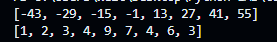 [-43, -29, -15, -1, 13, 27, 41, 55]
[1, 2, 3, 4, 9, 7, 4, 6, 3]